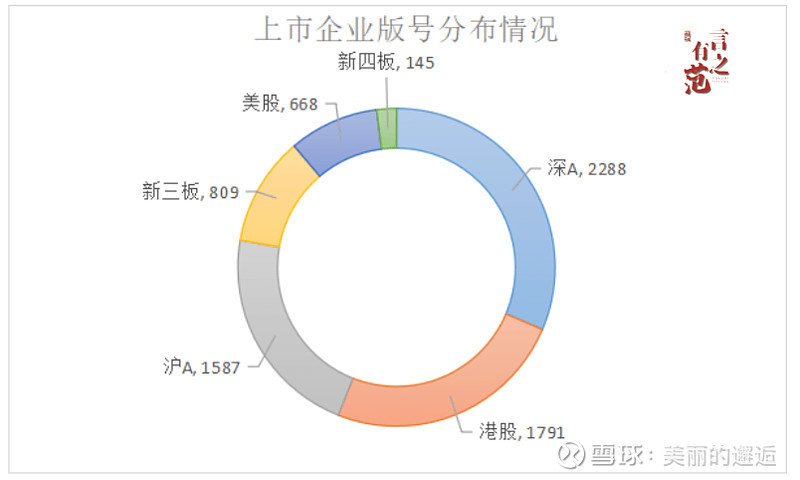 上市企业版号分布情况
言之有范
新四板, 145
美股, 668
深A, 2288
新三板, 809
沪A, 1587
港股, 1791
雪球：美丽的邂逅